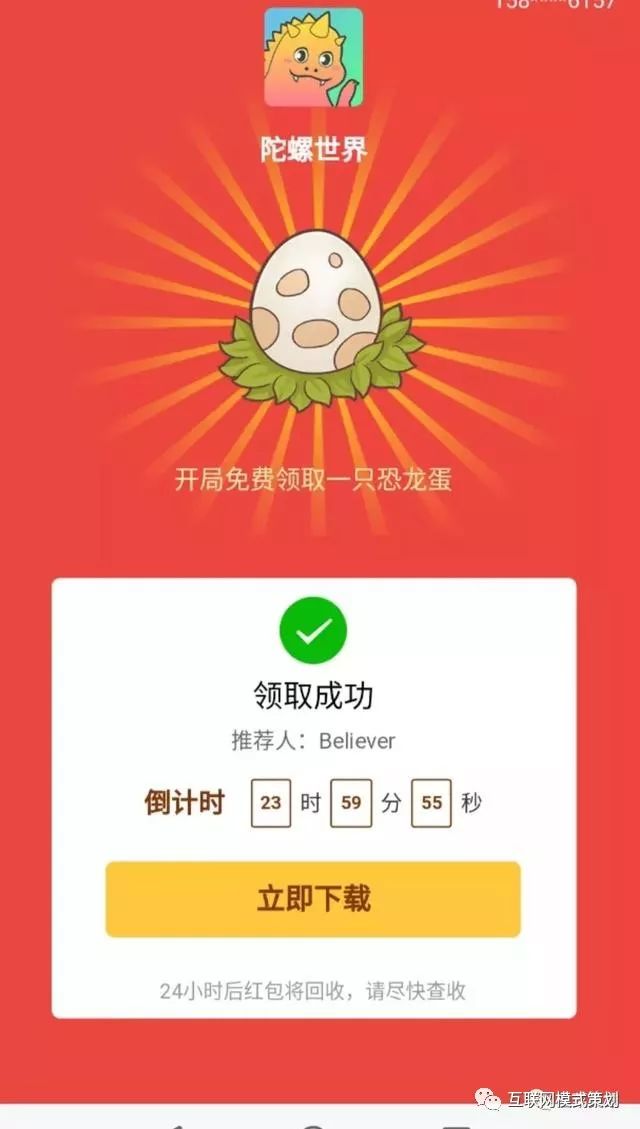 陀螺世界
开局免费领取一只恐龙蛋
领取成功
推荐人：Believer
倒计时 23 时 59 分 55 秒
立即下载
24小时后红包将回收，请尽快查收
互联网模式策划